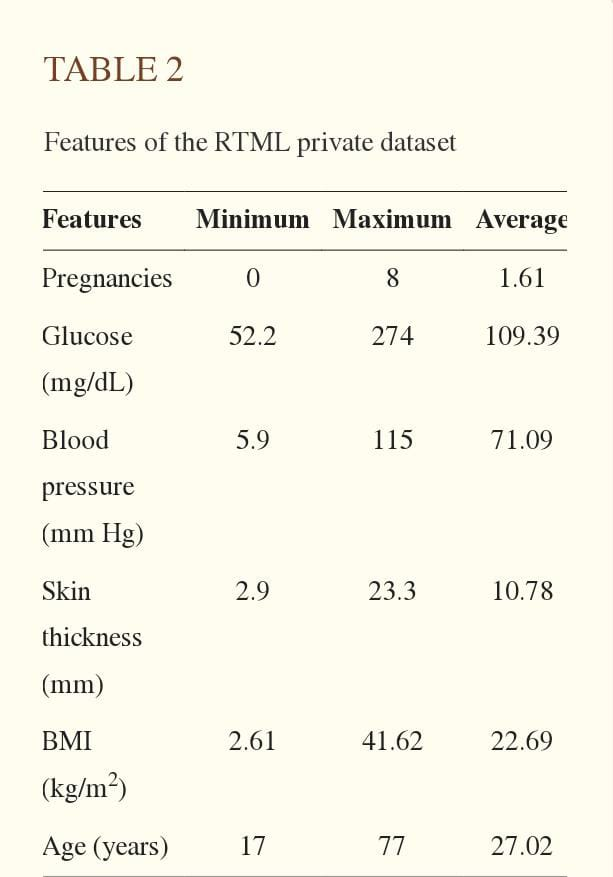 TABLE 2
Features of the RTML private dataset
Features Minimum Maximum Average
Pregnancies 0 8 1.61
Glucose 52.2 274 109.39
(mg/dL)
Blood 5.9 115 71.09
pressure
(mm Hg)
Skin 2.9 23.3 10.78
thickness
(mm)
BMI 2.61 41.62 22.69
(kg/m²)
Age (years) 17 77 27.02